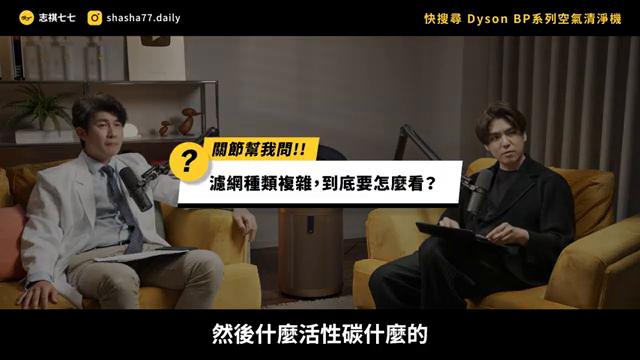 志祺七七
shasha77.daily
快搜尋 Dyson BP系列空氣清淨機
?
關節幫我問!!
濾網種類複雜，到底要怎麼看？
然後什麼活性碳什麼的